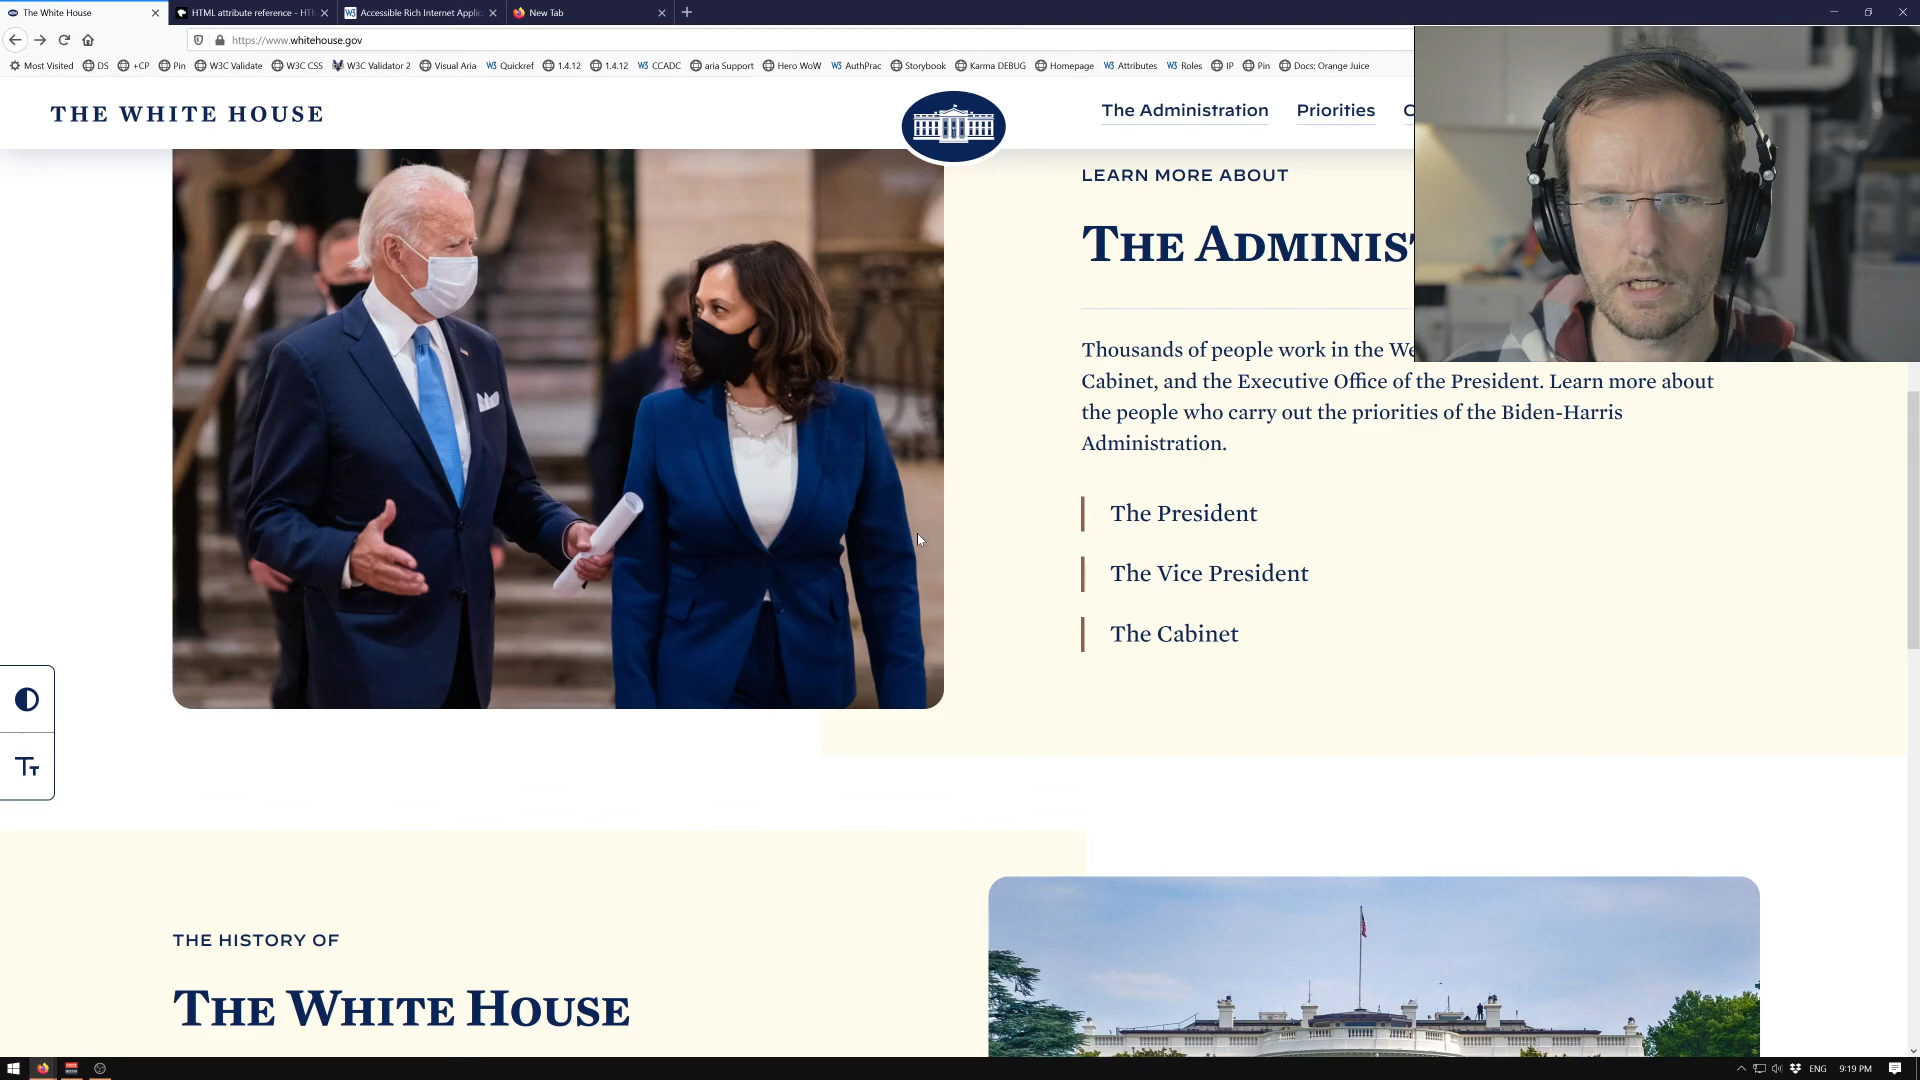 The White House
HTML attribute reference - HTM
Accessible Rich Internet Applic
New Tab
https://www.whitehouse.gov
Most Visited DS +CP Pin W3C Validate W3C CSS W3C Validator 2 Visual Aria Quickref 1.4.12 1.4.12 CCADC aria Support Hero WoW AuthPrac Storybook Karma DEBUG Homepage Attributes Roles IP Pin Docs: Orange Juice
THE WHITE HOUSE
The Administration Priorities C
LEARN MORE ABOUT
THE ADMINIST
Thousands of people work in the We
Cabinet, and the Executive Office of the President. Learn more about
the people who carry out the priorities of the Biden-Harris
Administration.
The President
The Vice President
The Cabinet
THE HISTORY OF
THE WHITE HOUSE
ENG 9:19 PM